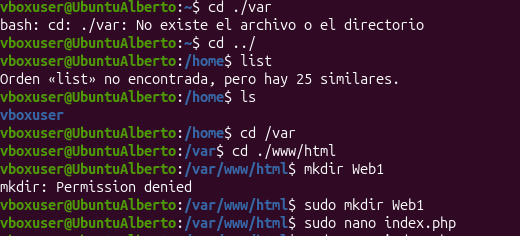 vboxuser@UbuntuAlberto:~$ cd ./var
bash: cd: ./var: No existe el archivo o el directorio
vboxuser@UbuntuAlberto:~$ cd ../
vboxuser@UbuntuAlberto:/home$ list
Orden «list» no encontrada, pero hay 25 similares.
vboxuser@UbuntuAlberto:/home$ ls
vboxuser
vboxuser@UbuntuAlberto:/home$ cd /var
vboxuser@UbuntuAlberto:/var$ cd ./www/html
vboxuser@UbuntuAlberto:/var/www/html$ mkdir Web1
mkdir: Permission denied
vboxuser@UbuntuAlberto:/var/www/html$ sudo mkdir Web1
vboxuser@UbuntuAlberto:/var/www/html$ sudo nano index.php